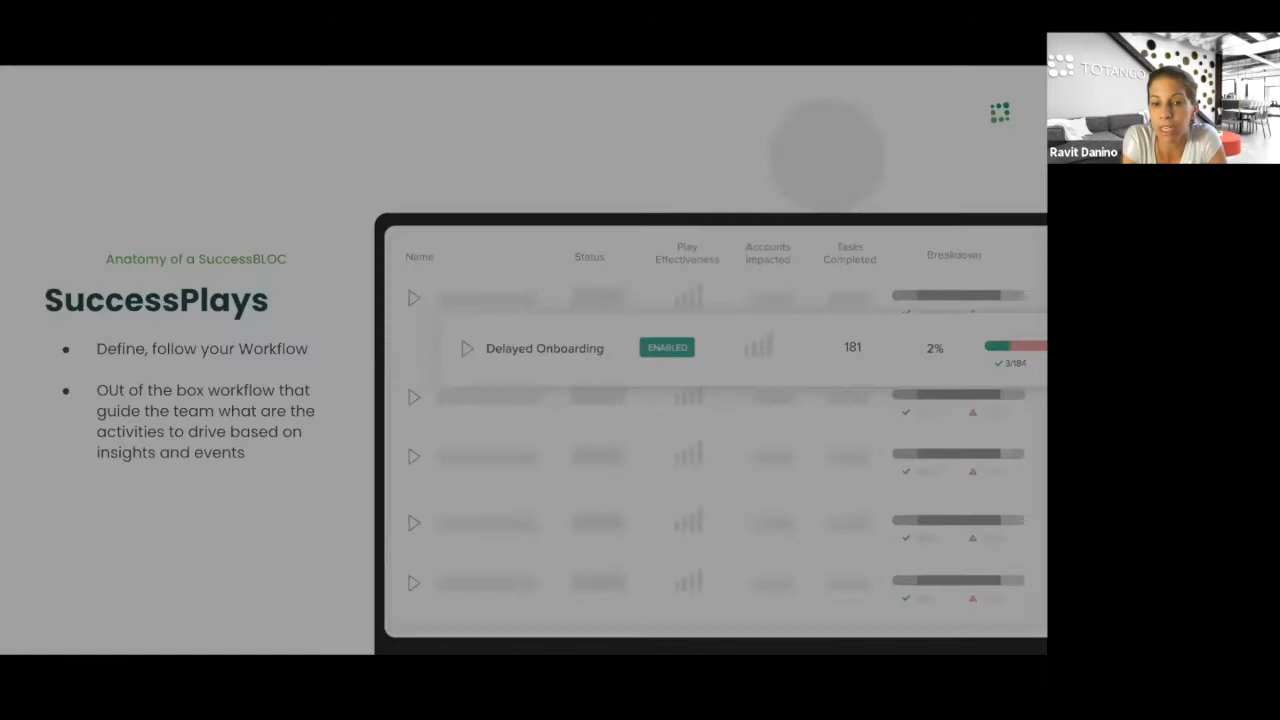 TOTANGO
Ravit Danino
Anatomy of a SuccessBLOC
SuccessPlays
Define, follow your Workflow
OUt of the box workflow that
guide the team what are the
activities to drive based on
insights and events
Name
Status
Play
Effectiveness
Accounts
Impacted
Tasks
Completed
Breakdown
Delayed Onboarding
ENABLED
181
2%
3/184